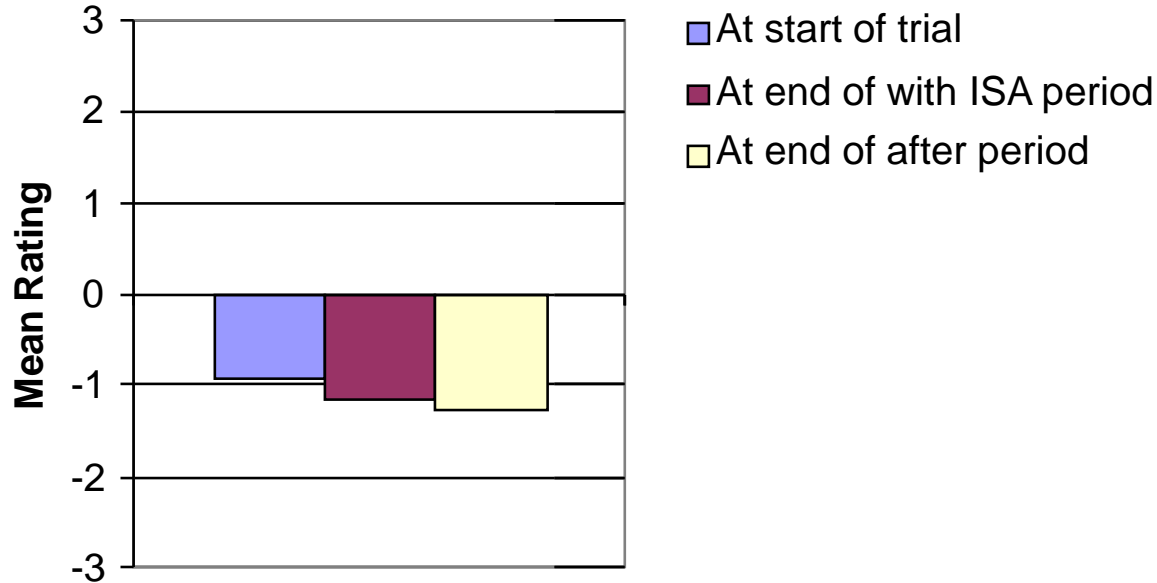 3
2
1
0
-1
-2
-3
Mean Rating
At start of trial
At end of with ISA period
At end of after period